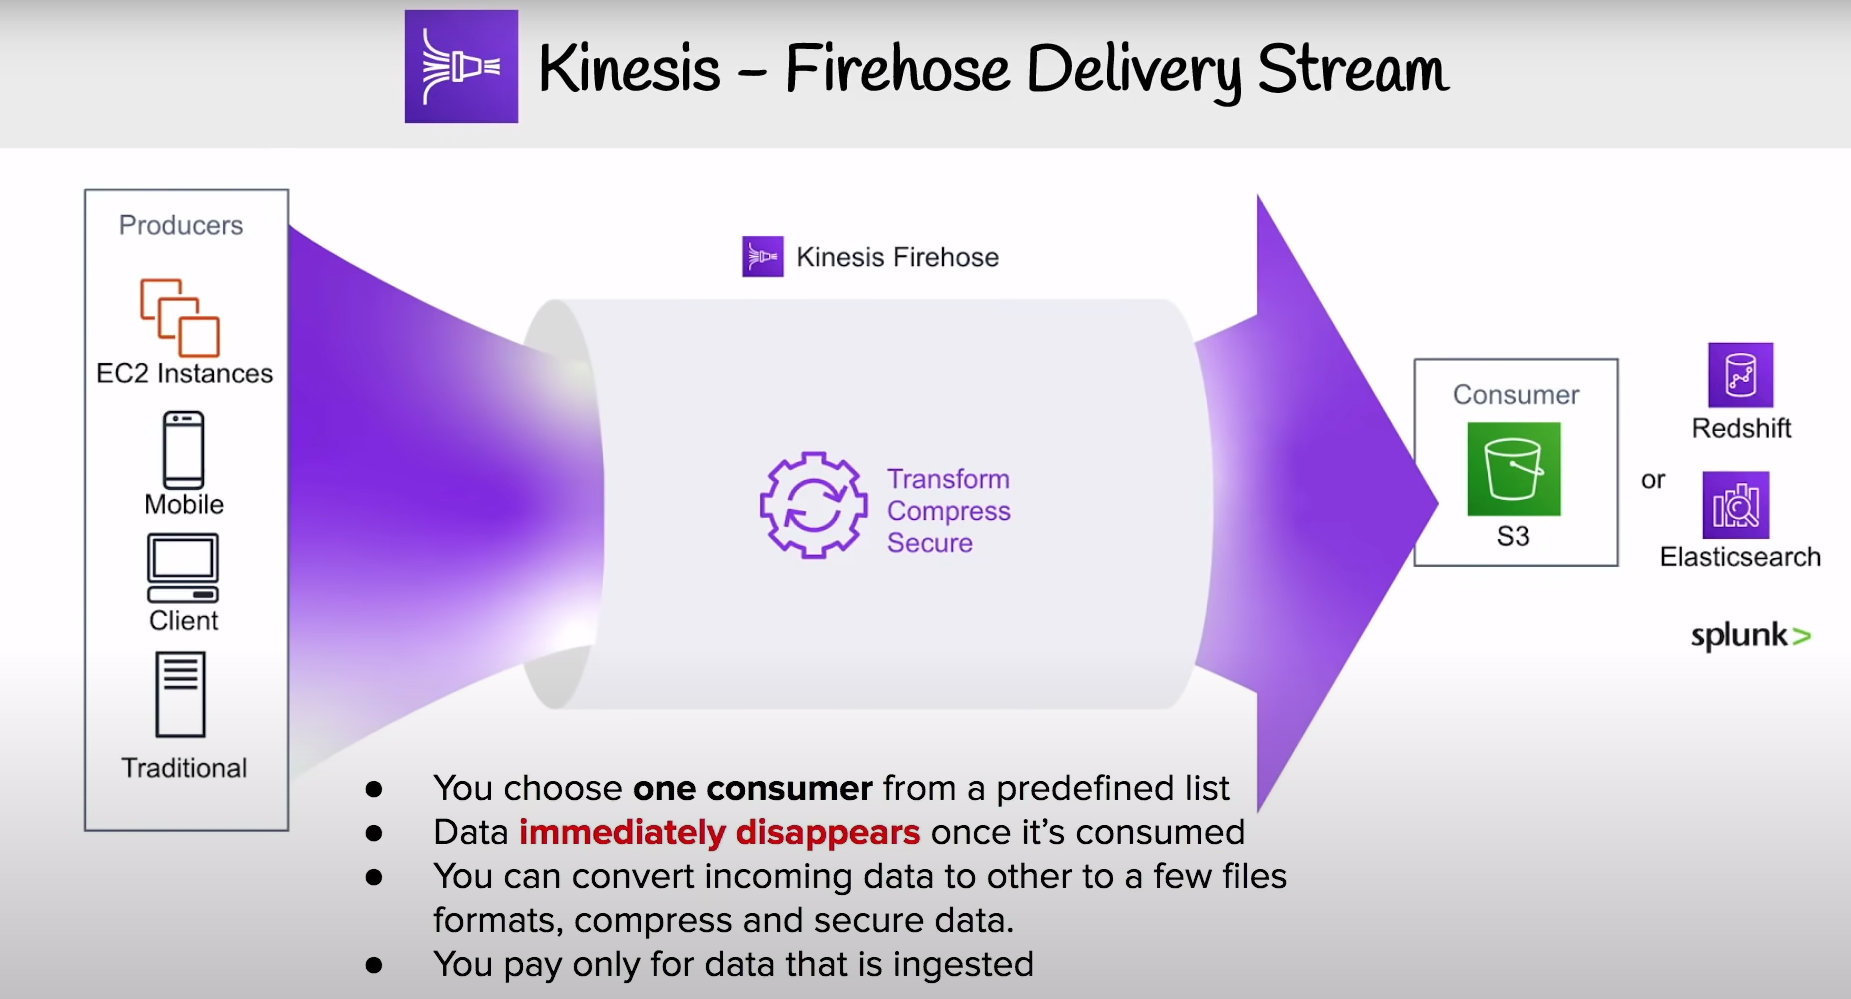 Kinesis – Firehose Delivery Stream
Producers
EC2 Instances
Mobile
Client
Traditional
Kinesis Firehose
Transform
Compress
Secure
Consumer
S3
or
Redshift
Elasticsearch
splunk>
● You choose one consumer from a predefined list
● Data immediately disappears once it’s consumed
● You can convert incoming data to other to a few files
formats, compress and secure data.
● You pay only for data that is ingested